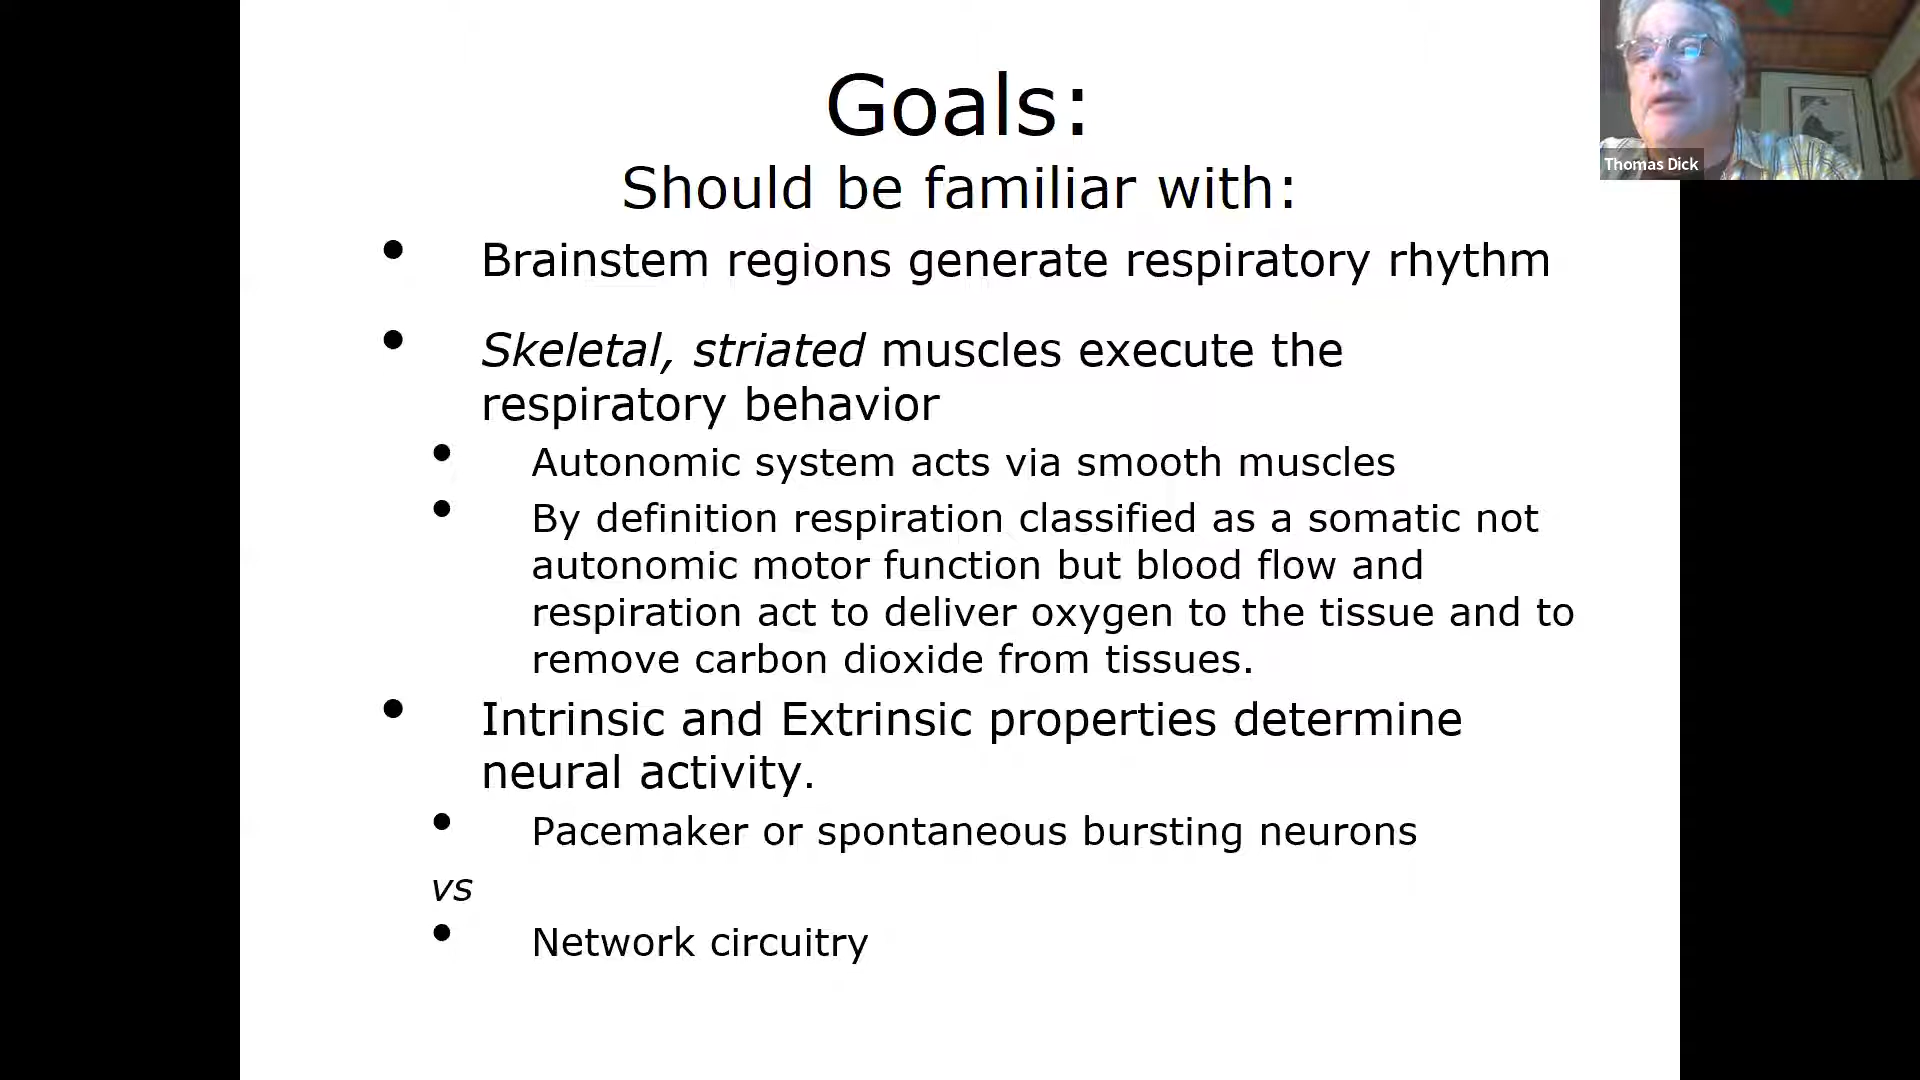 Goals:
Should be familiar with:
• Brainstem regions generate respiratory rhythm
• Skeletal, striated muscles execute the
respiratory behavior
• Autonomic system acts via smooth muscles
• By definition respiration classified as a somatic not
autonomic motor function but blood flow and
respiration act to deliver oxygen to the tissue and to
remove carbon dioxide from tissues.
• Intrinsic and Extrinsic properties determine
neural activity.
• Pacemaker or spontaneous bursting neurons
vs
• Network circuitry
Thomas Dick